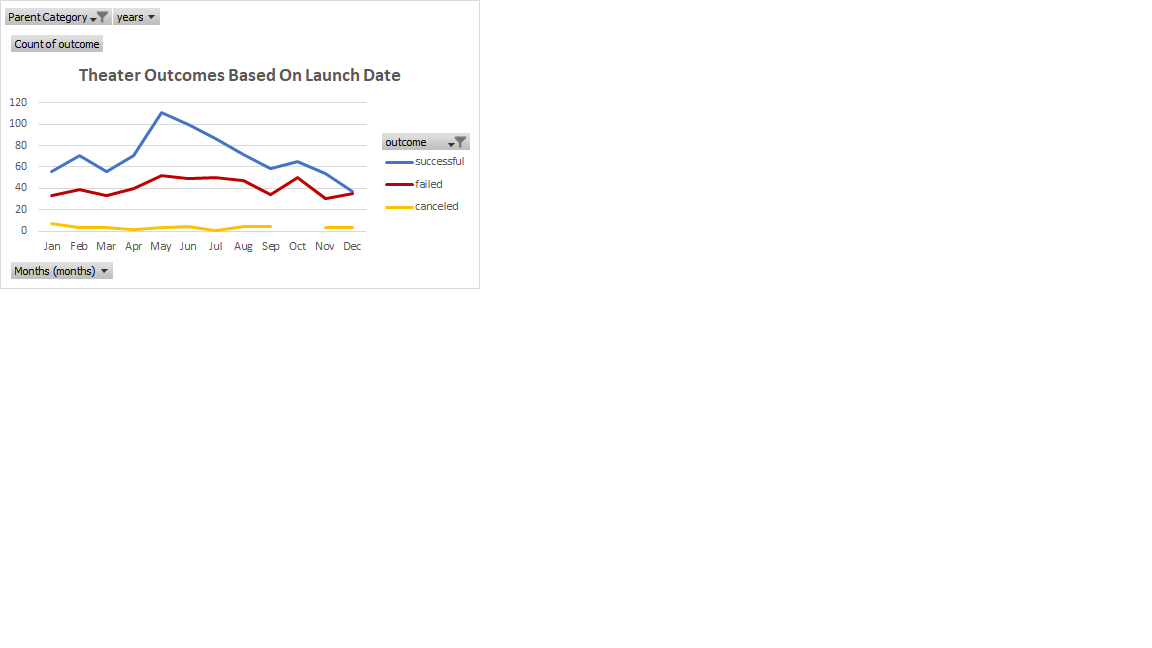 Parent Category years
Count of outcome
Theater Outcomes Based On Launch Date
120
100
80
60
40
20
0
Jan Feb Mar Apr May Jun Jul Aug Sep Oct Nov Dec
outcome
successful
failed
canceled
Months (months)